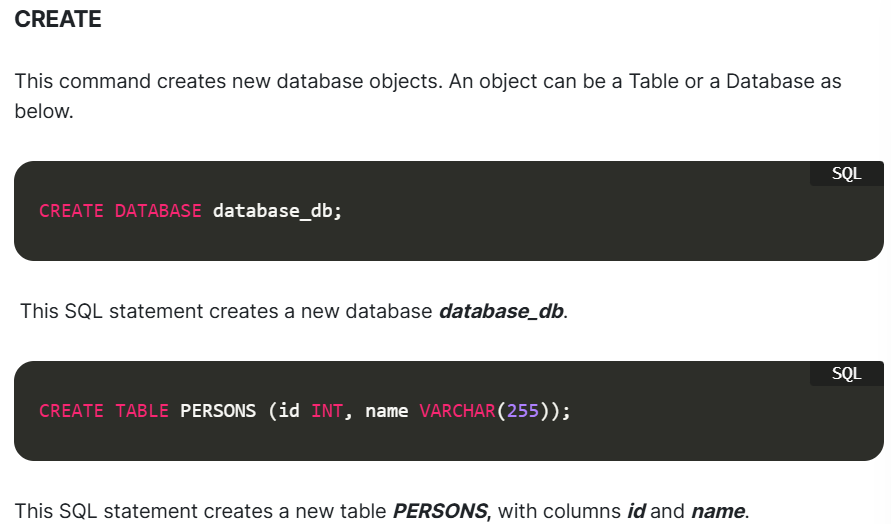 CREATE
This command creates new database objects. An object can be a Table or a Database as
below.
SQL
CREATE DATABASE database_db;
This SQL statement creates a new database database_db.
SQL
CREATE TABLE PERSONS (id INT, name VARCHAR(255));
This SQL statement creates a new table PERSONS, with columns id and name.